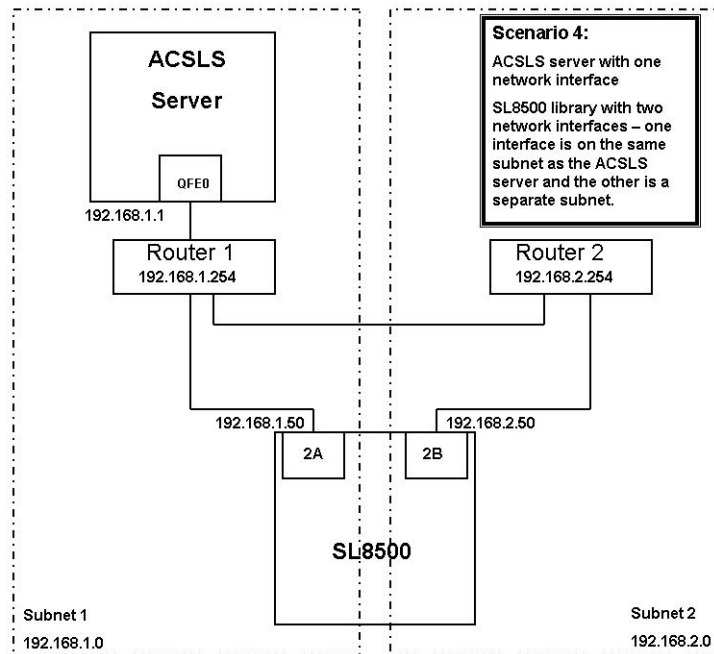 Scenario 4:
ACSLS server with one
network interface
SL8500 library with two
network interfaces – one
interface is on the same
subnet as the ACSLS
server and the other is a
separate subnet.
ACSLS
Server
QFE0
192.168.1.1
Router 1
192.168.1.254
Router 2
192.168.2.254
192.168.1.50
192.168.2.50
2A
2B
SL8500
Subnet 1
192.168.1.0
Subnet 2
192.168.2.0